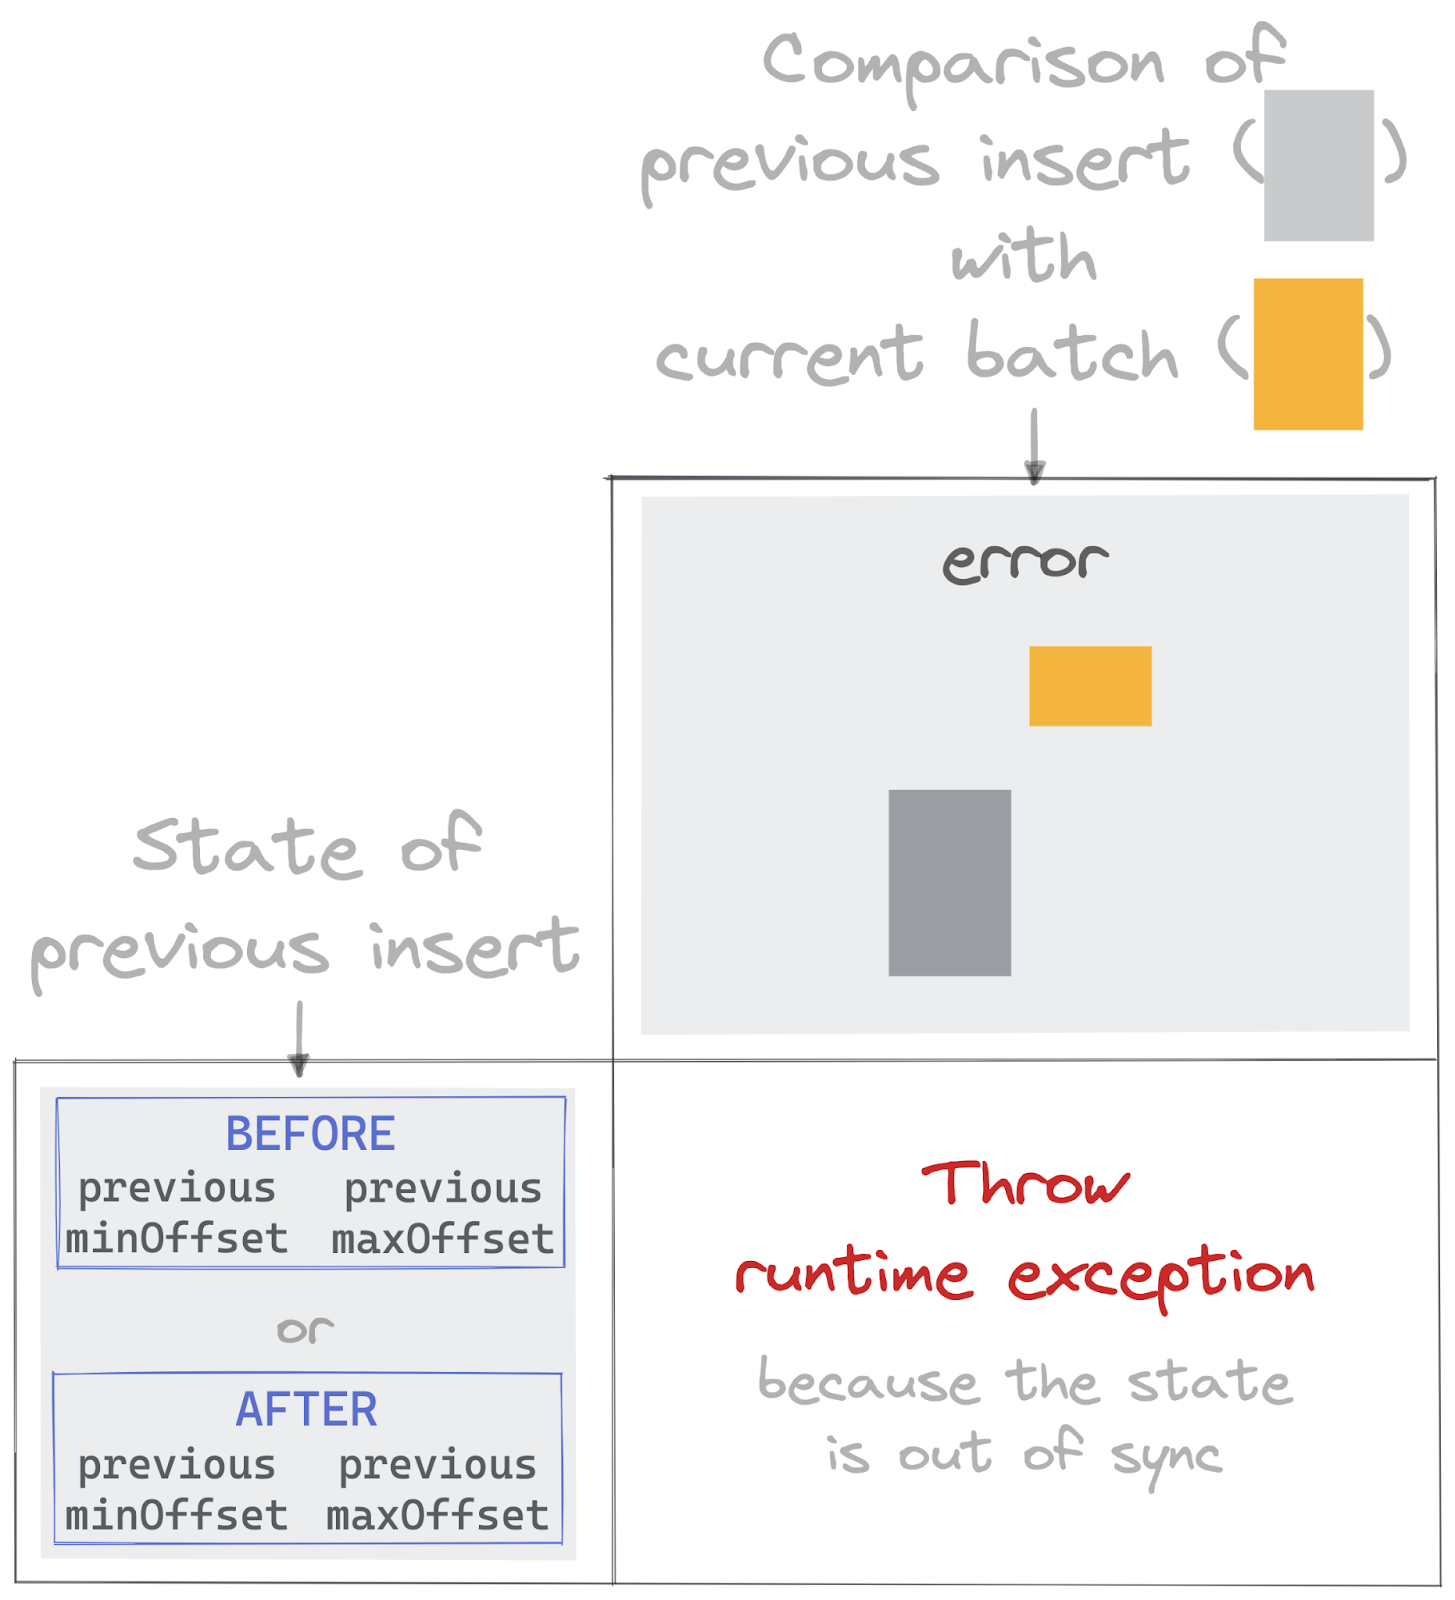 Comparison of
previous insert ( )
with
current batch ( )
error
State of
previous insert
BEFORE
previous previous
minOffset maxOffset
or
AFTER
previous previous
minOffset maxOffset
Throw
runtime exception
because the state
is out of sync